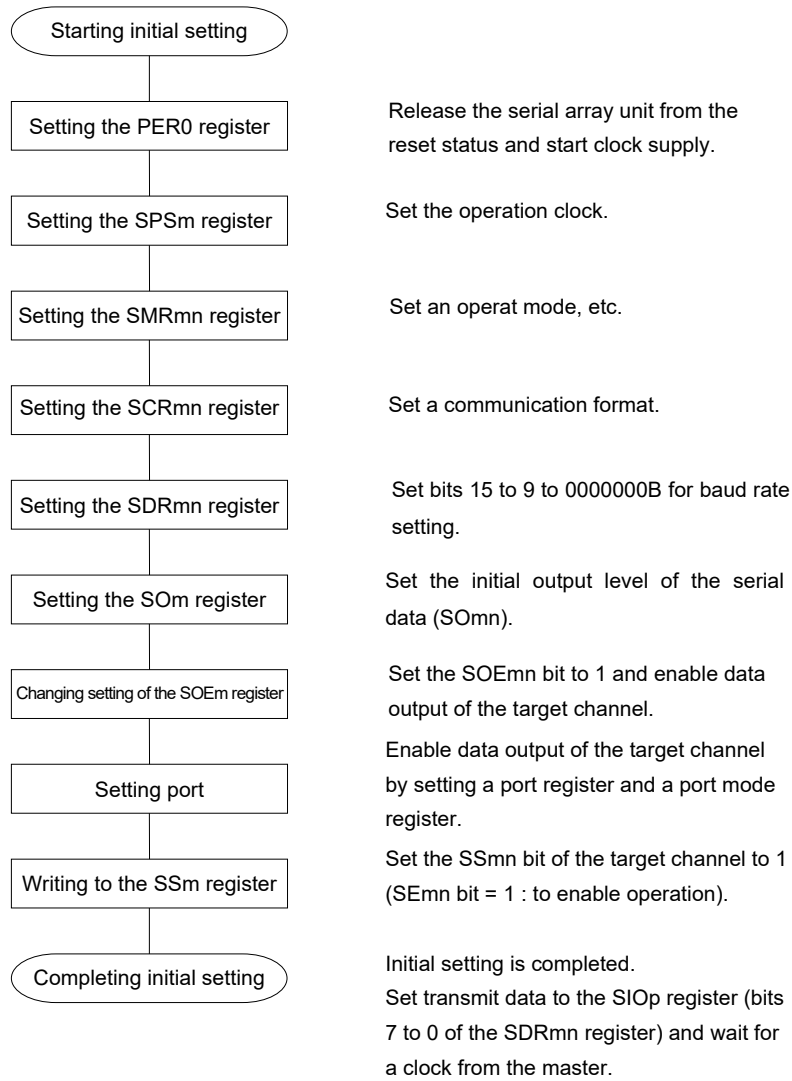 Starting initial setting
Setting the PER0 register
Release the serial array unit from the
reset status and start clock supply.
Setting the SPSm register
Set the operation clock.
Setting the SMRmn register
Set an operat mode, etc.
Setting the SCRmn register
Set a communication format.
Setting the SDRmn register
Set bits 15 to 9 to 0000000B for baud rate
setting.
Setting the SOm register
Set the initial output level of the serial
data (SOmn).
Changing setting of the SOEm register
Set the SOEmn bit to 1 and enable data
output of the target channel.
Setting port
Enable data output of the target channel
by setting a port register and a port mode
register.
Writing to the SSm register
Set the SSmn bit of the target channel to 1
(SEmn bit = 1 : to enable operation).
Completing initial setting
Initial setting is completed.
Set transmit data to the SIOp register (bits
7 to 0 of the SDRmn register) and wait for
a clock from the master.